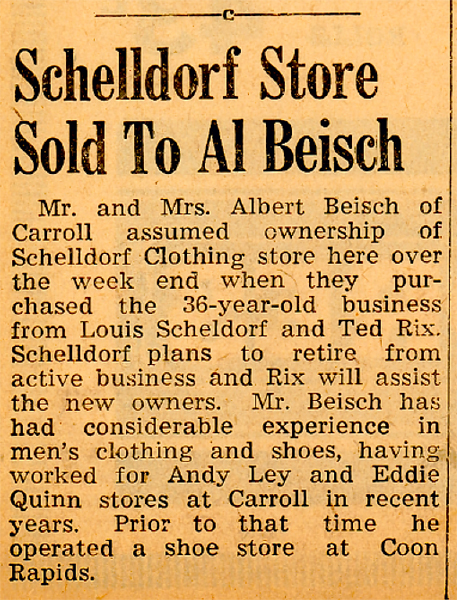 C
Schelldorf Store
Sold To Al Beisch
Mr. and Mrs. Albert Beisch of
Carroll assumed ownership of
Schelldorf Clothing store here over
the week end when they pur-
chased the 36-year-old business
from Louis Scheldorf and Ted Rix.
Schelldorf plans to retire from
active business and Rix will assist
the new owners. Mr. Beisch has
had considerable experience in
men's clothing and shoes, having
worked for Andy Ley and Eddie
Quinn stores at Carroll in recent
years. Prior to that time he
operated a shoe store at Coon
Rapids.